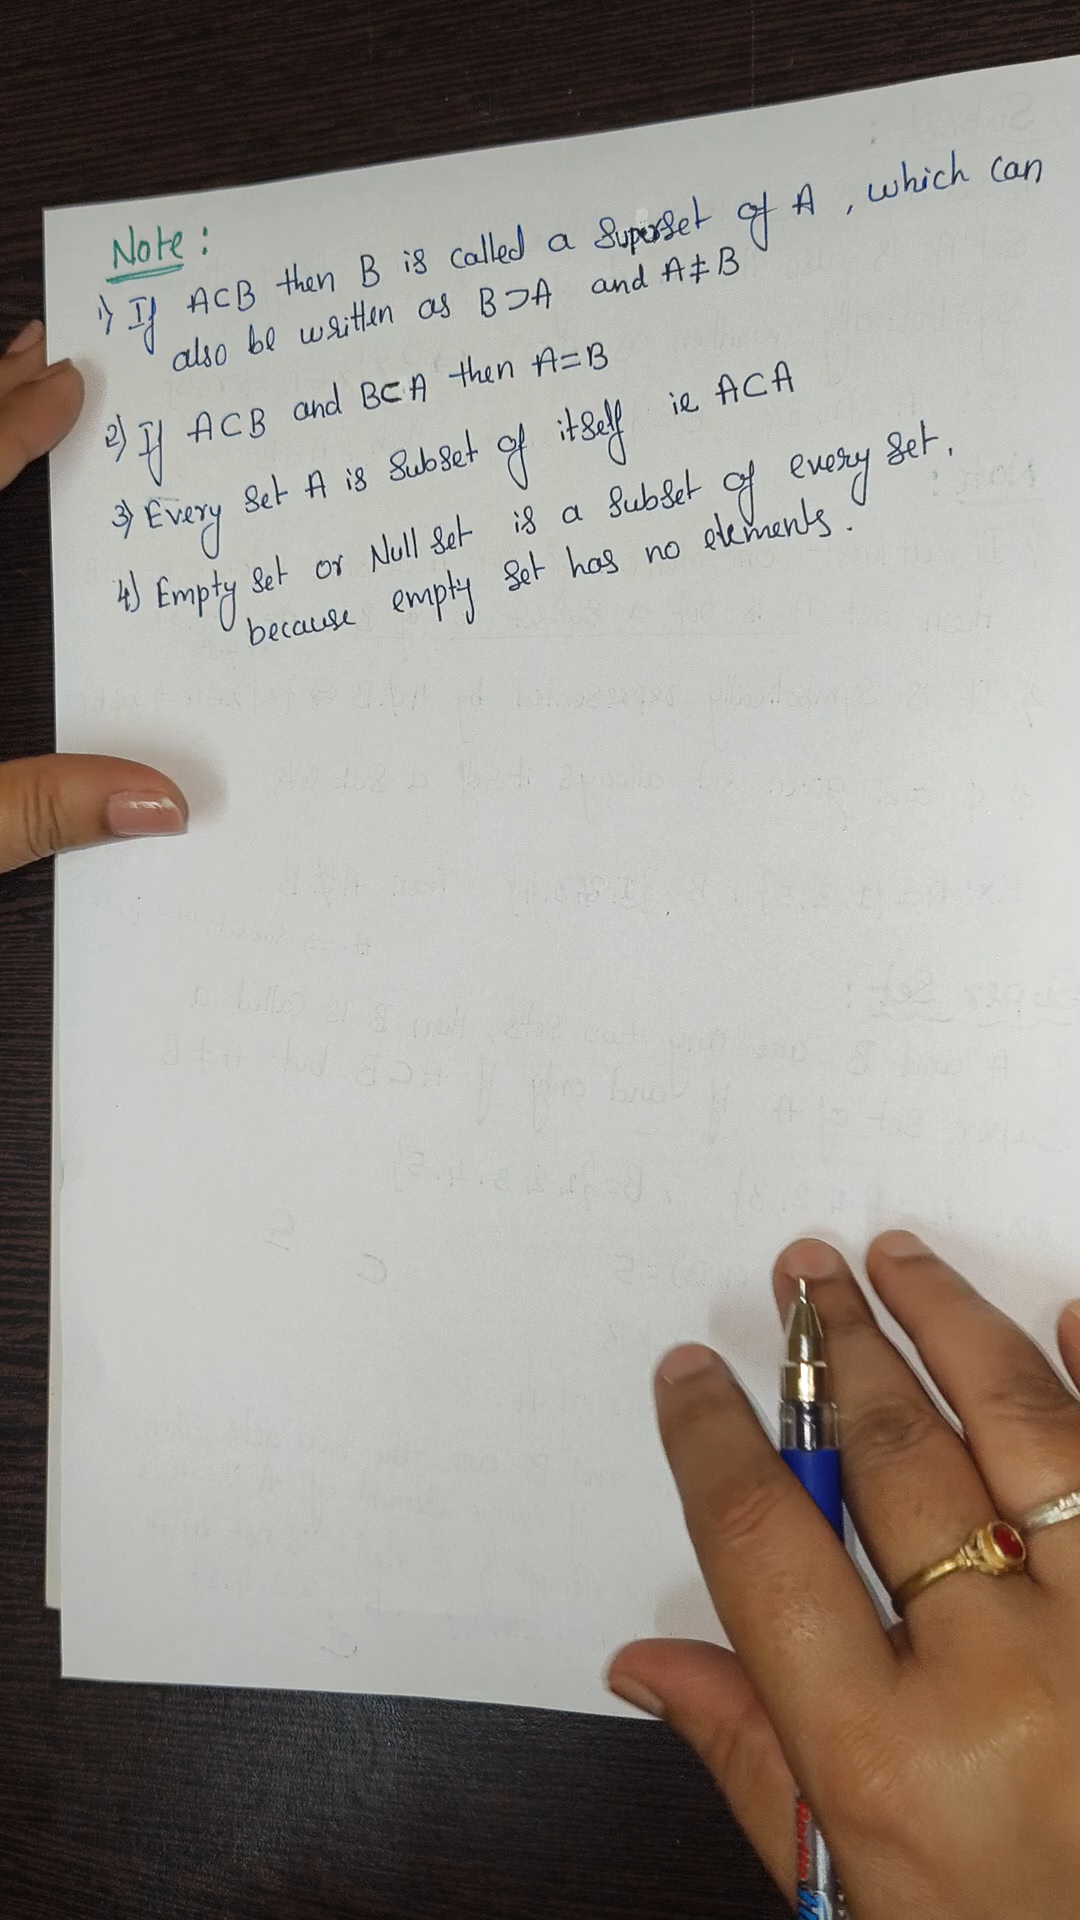 Note :
1) If A⊂B then B is called a Superset of A , which can
also be written as B⊃A and A≠B
2) If A⊂B and B⊂A then A=B
3) Every Set A is Subset of itself ie A⊂A
4) Empty Set or Null Set is a Subset of every Set.
because empty Set has no elements.